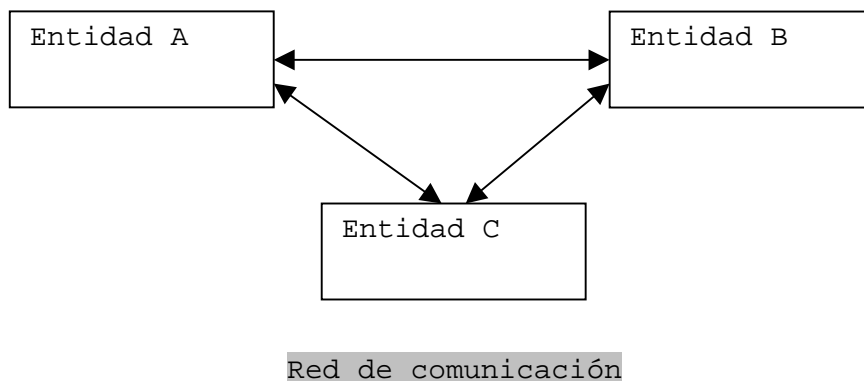 Entidad A
Entidad B
Entidad C
Red de comunicación